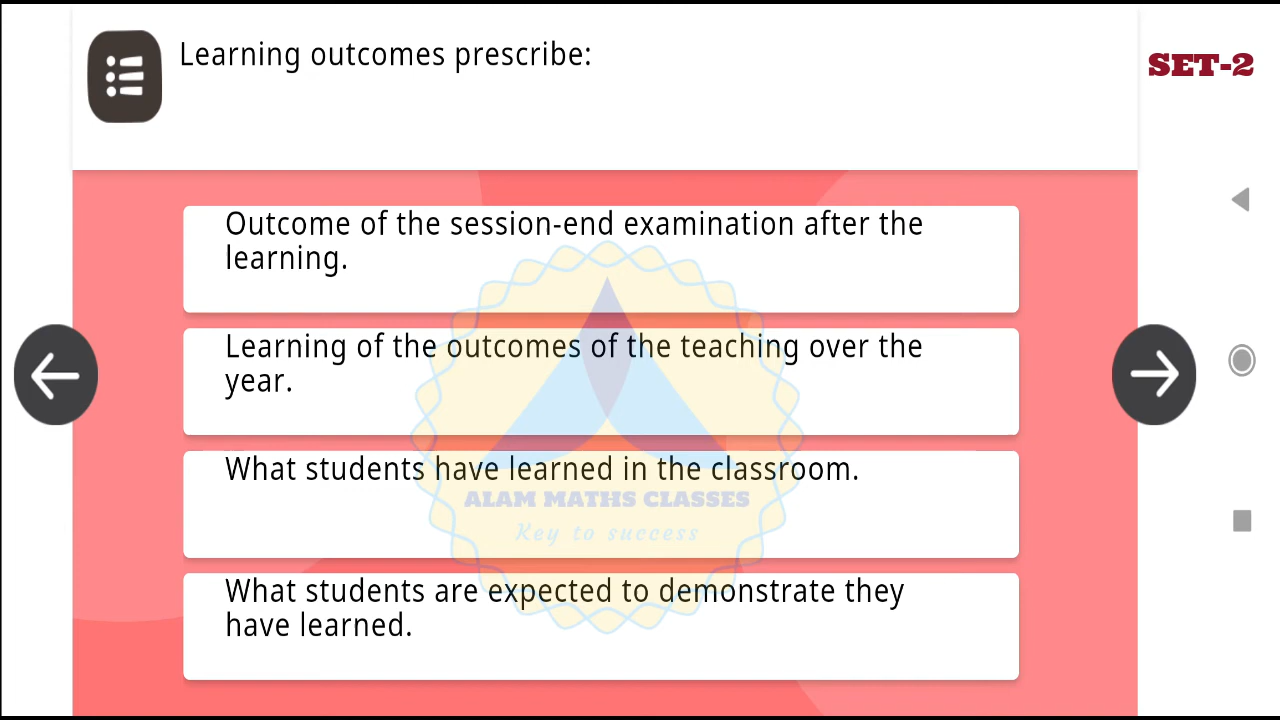 Learning outcomes prescribe:
SET-2
Outcome of the session-end examination after the
learning.
Learning of the outcomes of the teaching over the
year.
What students have learned in the classroom.
ALAM MATHS CLASSES
Key to success
What students are expected to demonstrate they
have learned.